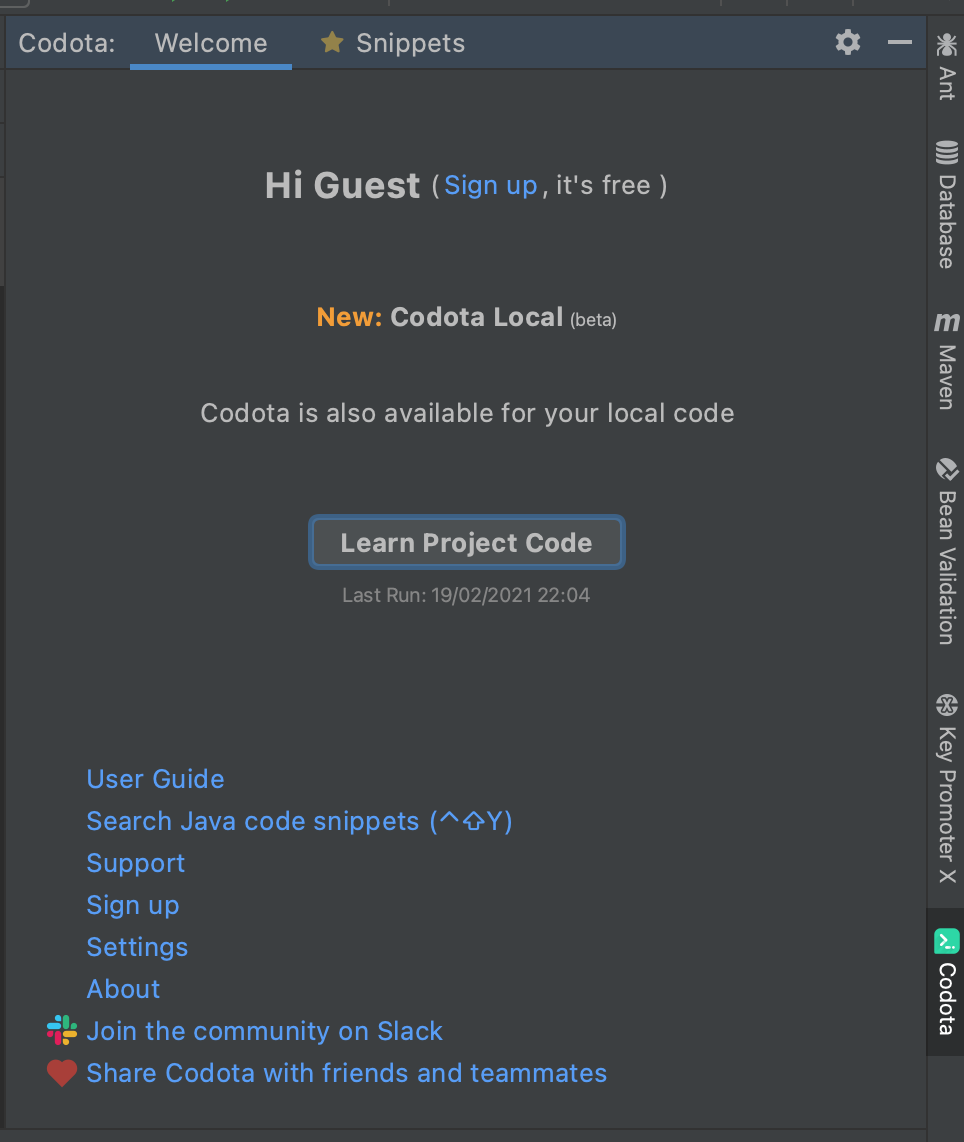 Codota: Welcome Snippets
Hi Guest ( Sign up , it's free )
New: Codota Local (beta)
Codota is also available for your local code
Learn Project Code
Last Run: 19/02/2021 22:04
User Guide
Search Java code snippets (^⇧Y)
Support
Sign up
Settings
About
Join the community on Slack
Share Codota with friends and teammates
Ant
Database
m
Maven
Bean Validation
Key Promoter X
Codota